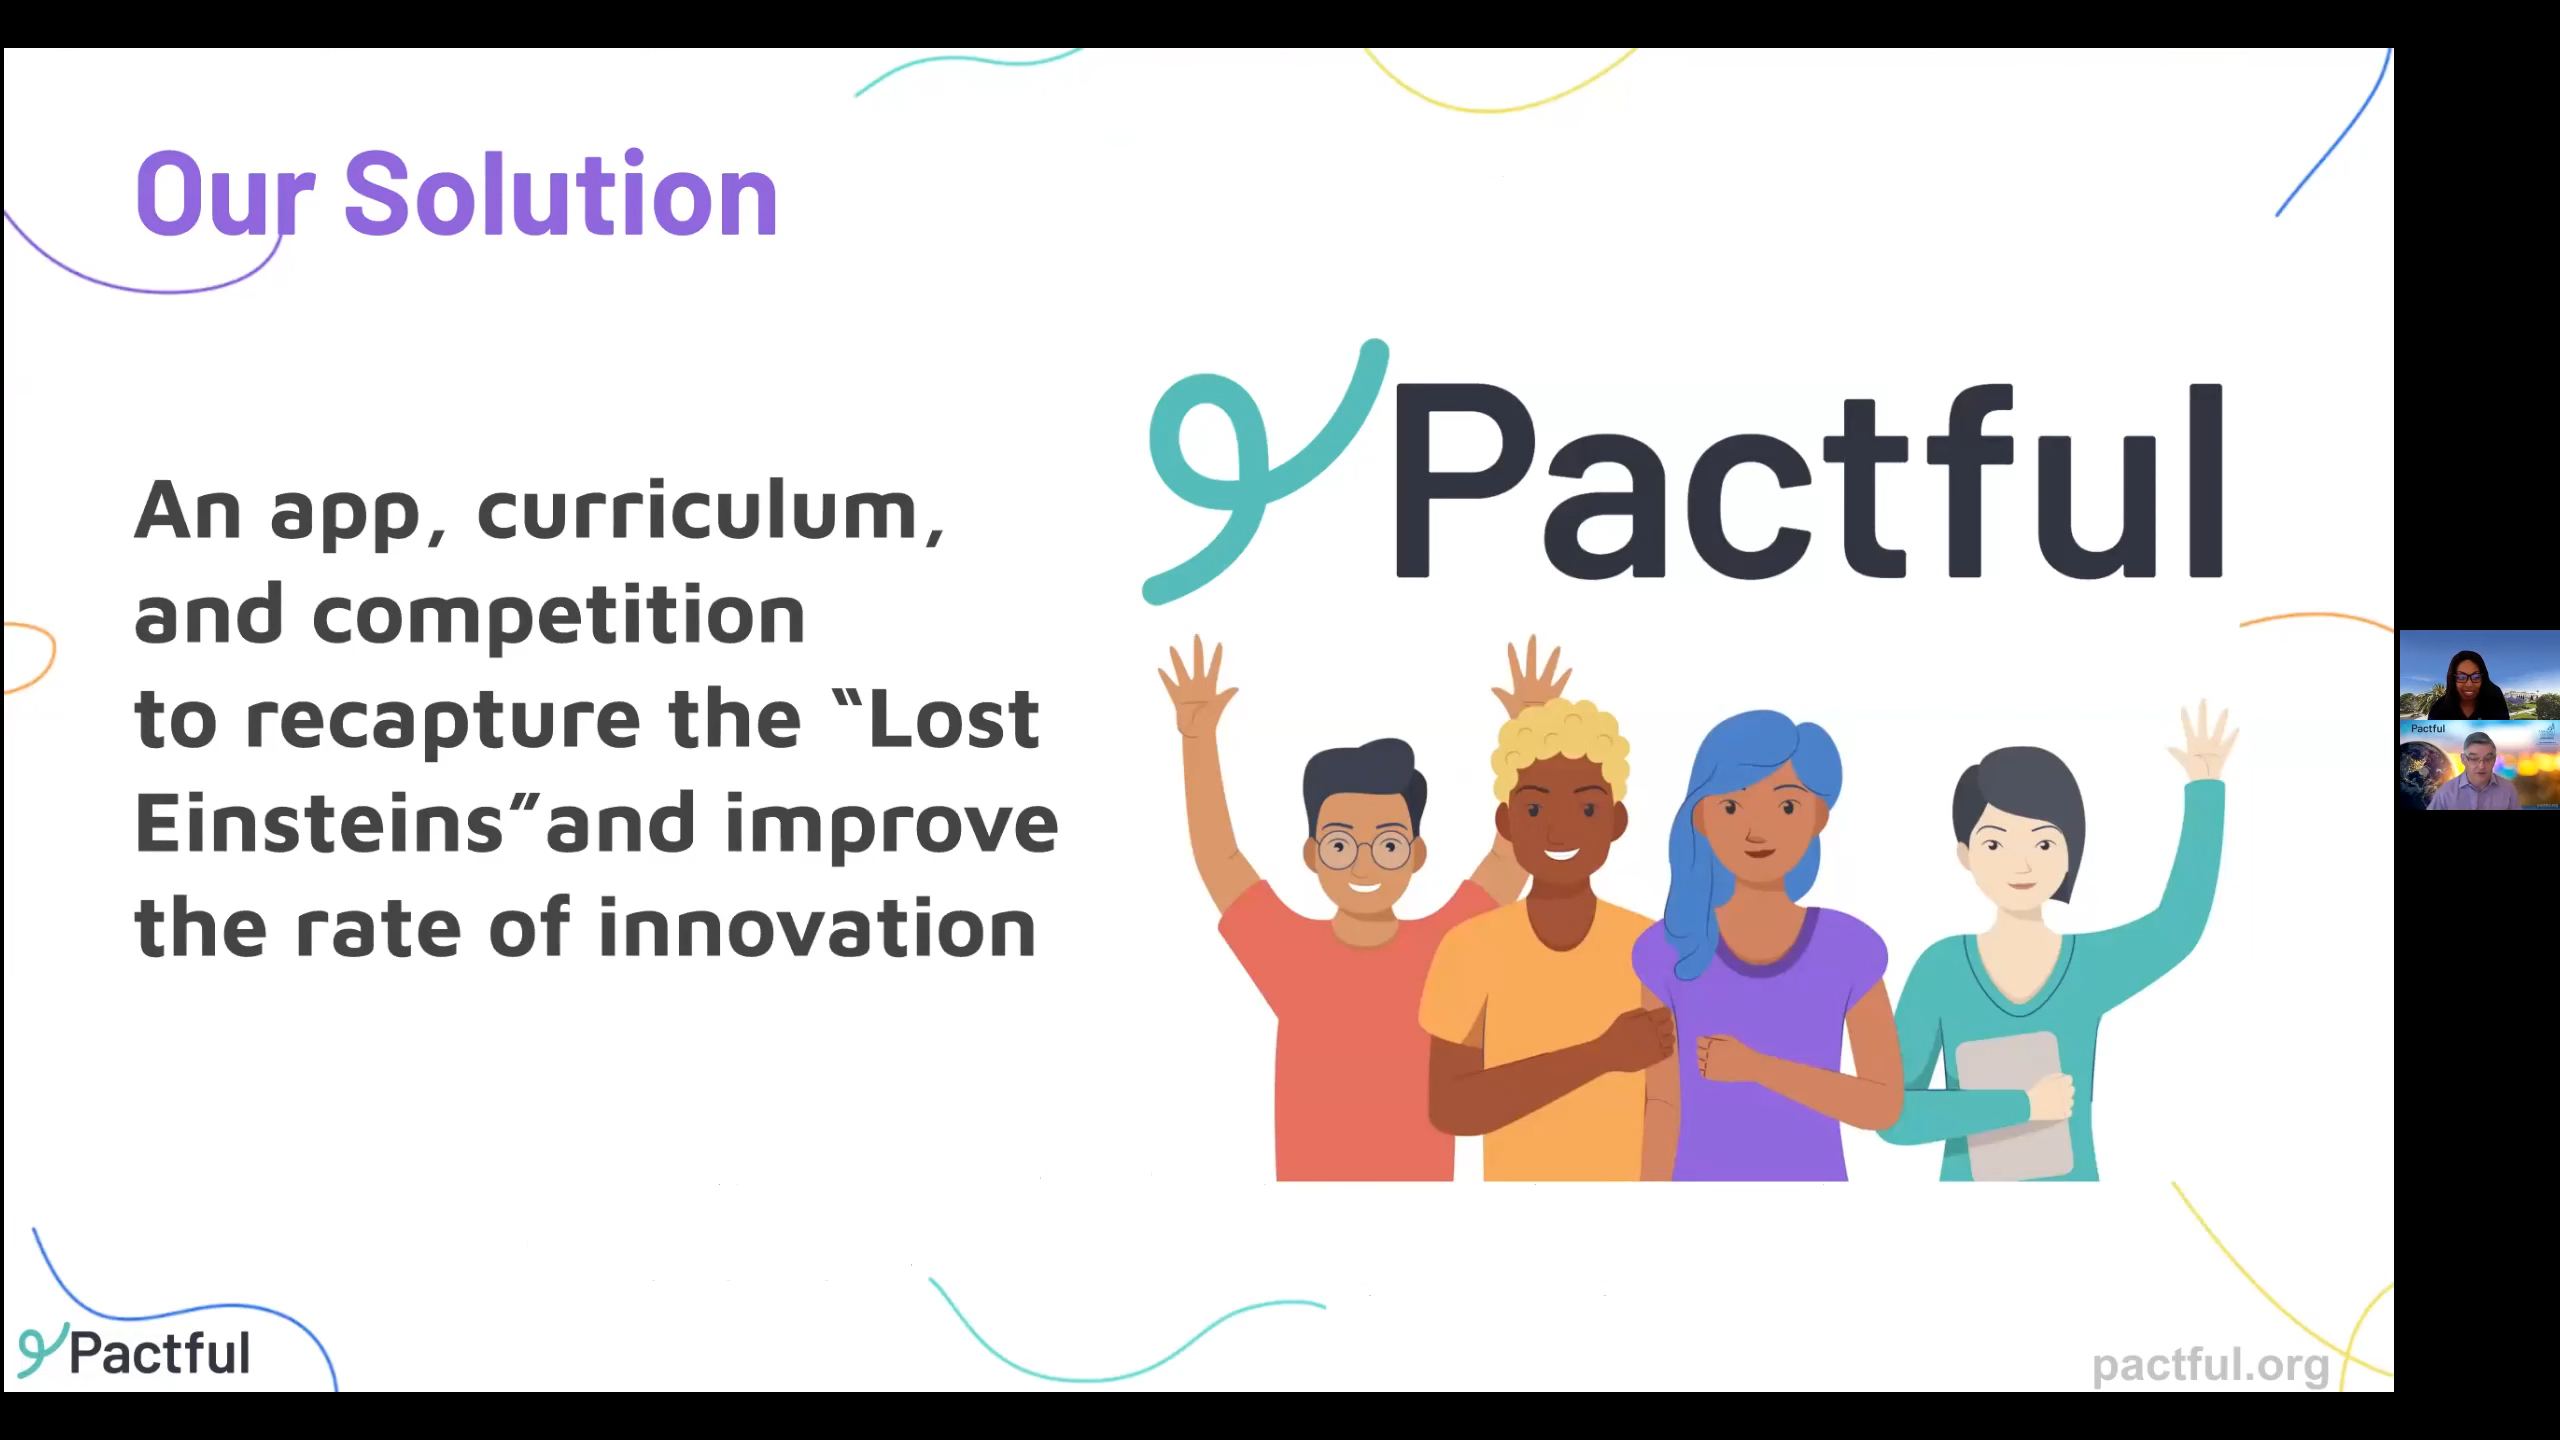 Our Solution
An app, curriculum,
and competition
to recapture the “Lost
Einsteins”and improve
the rate of innovation
Pactful
Pactful
Pactful
pactful.org